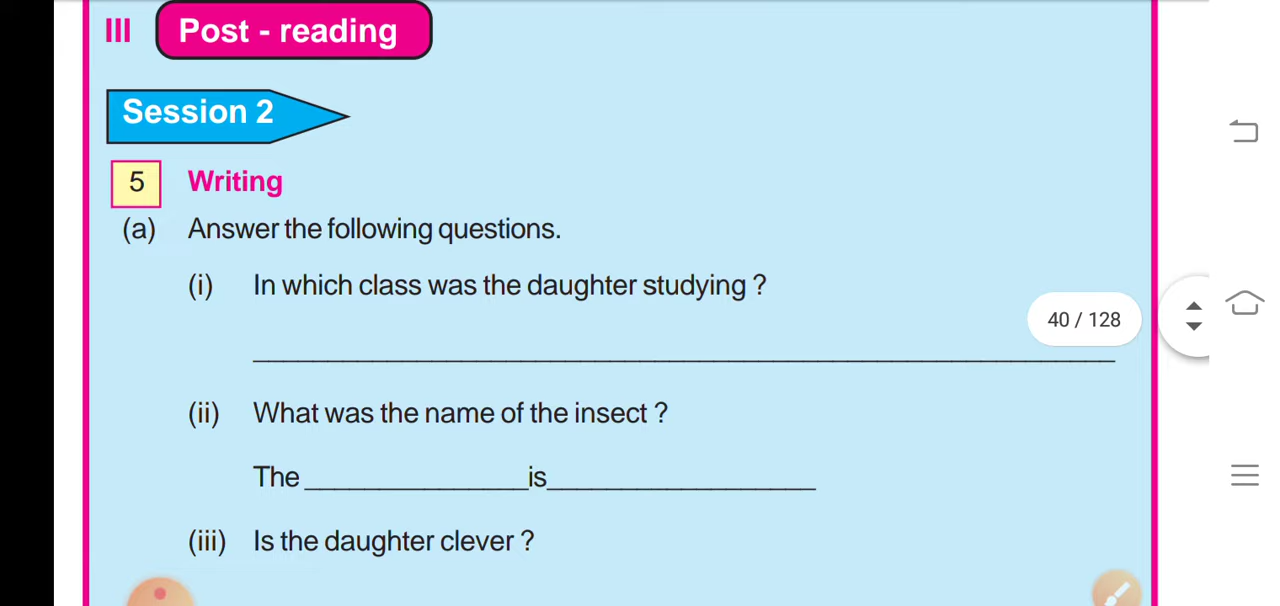 III Post - reading
Session 2
5 Writing
(a) Answer the following questions.
(i) In which class was the daughter studying ?
40 / 128
(ii) What was the name of the insect ?
The _______________is__________________
(iii) Is the daughter clever ?